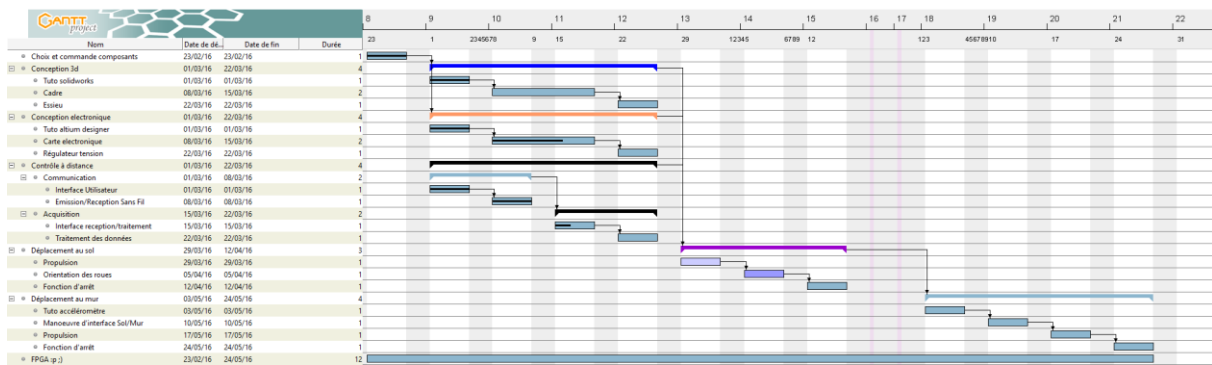 GANTT project
8 9 10 11 12 13 14 15 16 17 18 19 20 21 22
Nom Date de dé... Date de fin Durée 23 1 2345678 9 15 22 29 12345 6789 12 123 45678910 17 24 31
Choix et commande composants 23/02/16 23/02/16 1
Conception 3d 01/03/16 22/03/16 4
Tuto solidworks 01/03/16 01/03/16 1
Cadre 08/03/16 15/03/16 2
Essieu 22/03/16 22/03/16 1
Conception electronique 01/03/16 22/03/16 4
Tuto altium designer 01/03/16 01/03/16 1
Carte electronique 08/03/16 15/03/16 2
Régulateur tension 22/03/16 22/03/16 1
Contrôle à distance 01/03/16 22/03/16 4
Communication 01/03/16 08/03/16 2
Interface Utilisateur 01/03/16 01/03/16 1
Emission/Reception Sans Fil 08/03/16 08/03/16 1
Acquisition 15/03/16 22/03/16 2
Interface reception/traitement 15/03/16 15/03/16 1
Traitement des données 22/03/16 22/03/16 1
Déplacement au sol 29/03/16 12/04/16 3
Propulsion 29/03/16 29/03/16 1
Orientation des roues 05/04/16 05/04/16 1
Fonction d'arrêt 12/04/16 12/04/16 1
Déplacement au mur 03/05/16 24/05/16 4
Tuto accéléromètre 03/05/16 03/05/16 1
Manoeuvre d'interface Sol/Mur 10/05/16 10/05/16 1
Propulsion 17/05/16 17/05/16 1
Fonction d'arrêt 24/05/16 24/05/16 1
FPGA :p ;) 23/02/16 24/05/16 12